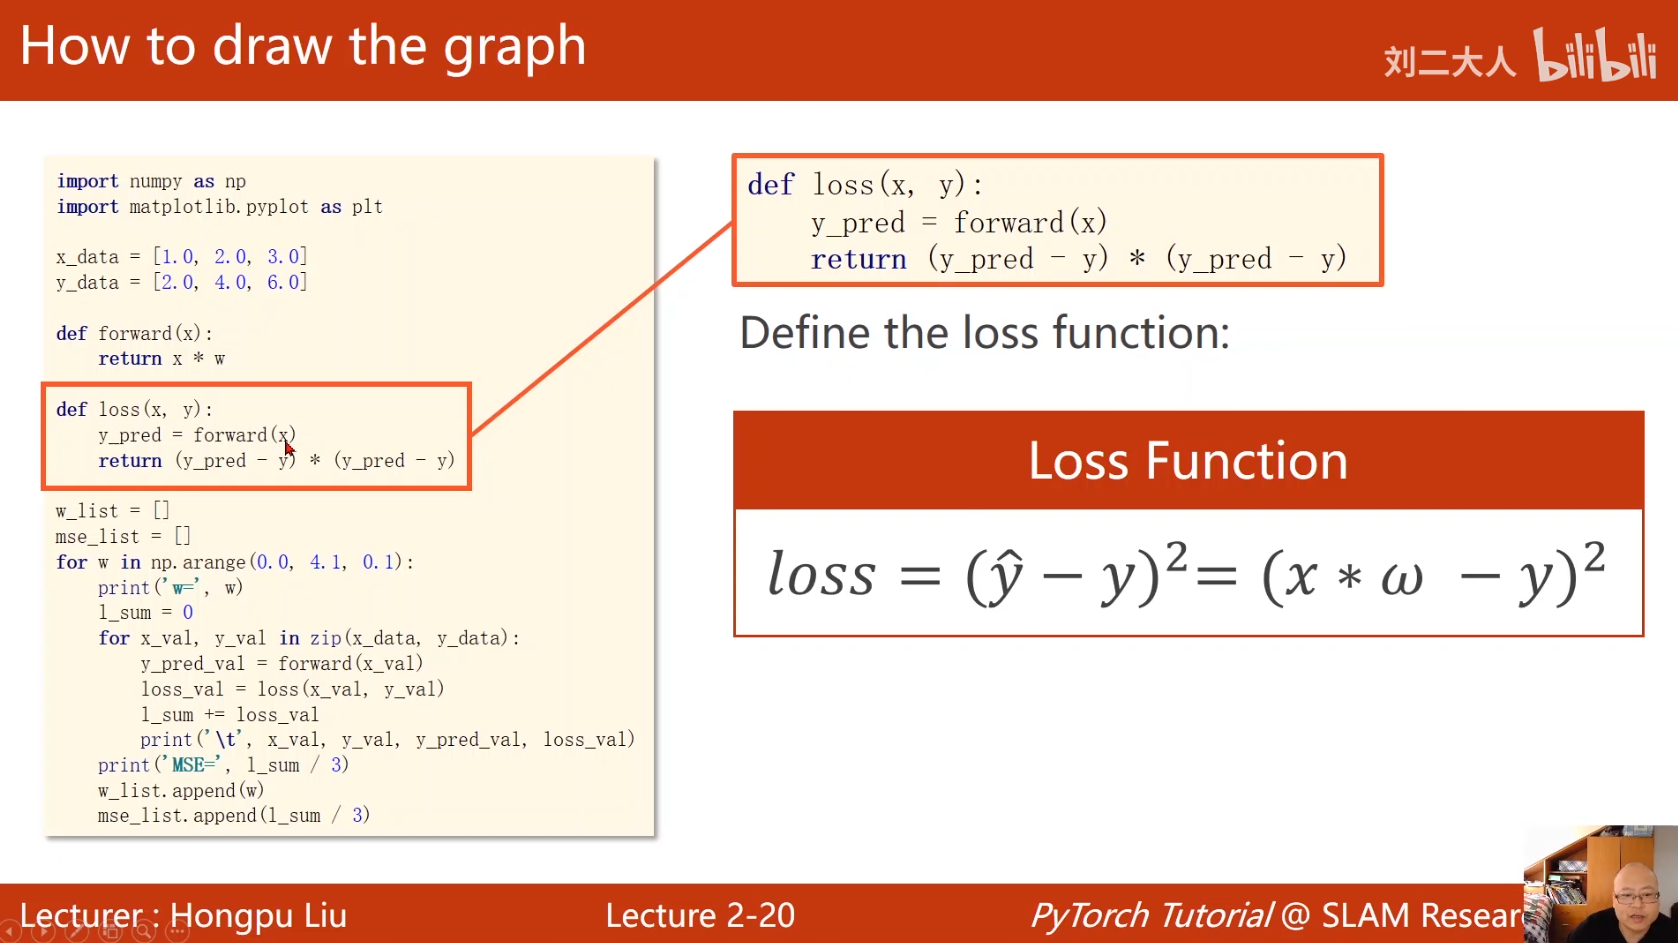 How to draw the graph
刘二大人 bilibili
import numpy as np
import matplotlib.pyplot as plt
x_data = [1.0, 2.0, 3.0]
y_data = [2.0, 4.0, 6.0]
def forward(x):
    return x * w
def loss(x, y):
    y_pred = forward(x)
    return (y_pred - y) * (y_pred - y)
w_list = []
mse_list = []
for w in np.arange(0.0, 4.1, 0.1):
    print('w=', w)
    l_sum = 0
    for x_val, y_val in zip(x_data, y_data):
        y_pred_val = forward(x_val)
        loss_val = loss(x_val, y_val)
        l_sum += loss_val
        print('\t', x_val, y_val, y_pred_val, loss_val)
    print('MSE=', l_sum / 3)
    w_list.append(w)
    mse_list.append(l_sum / 3)
def loss(x, y):
    y_pred = forward(x)
    return (y_pred - y) * (y_pred - y)
Define the loss function:
Loss Function
loss = (ŷ − y)² = (x ∗ ω − y)²
Lecturer : Hongpu Liu
Lecture 2-20
PyTorch Tutorial @ SLAM Resear